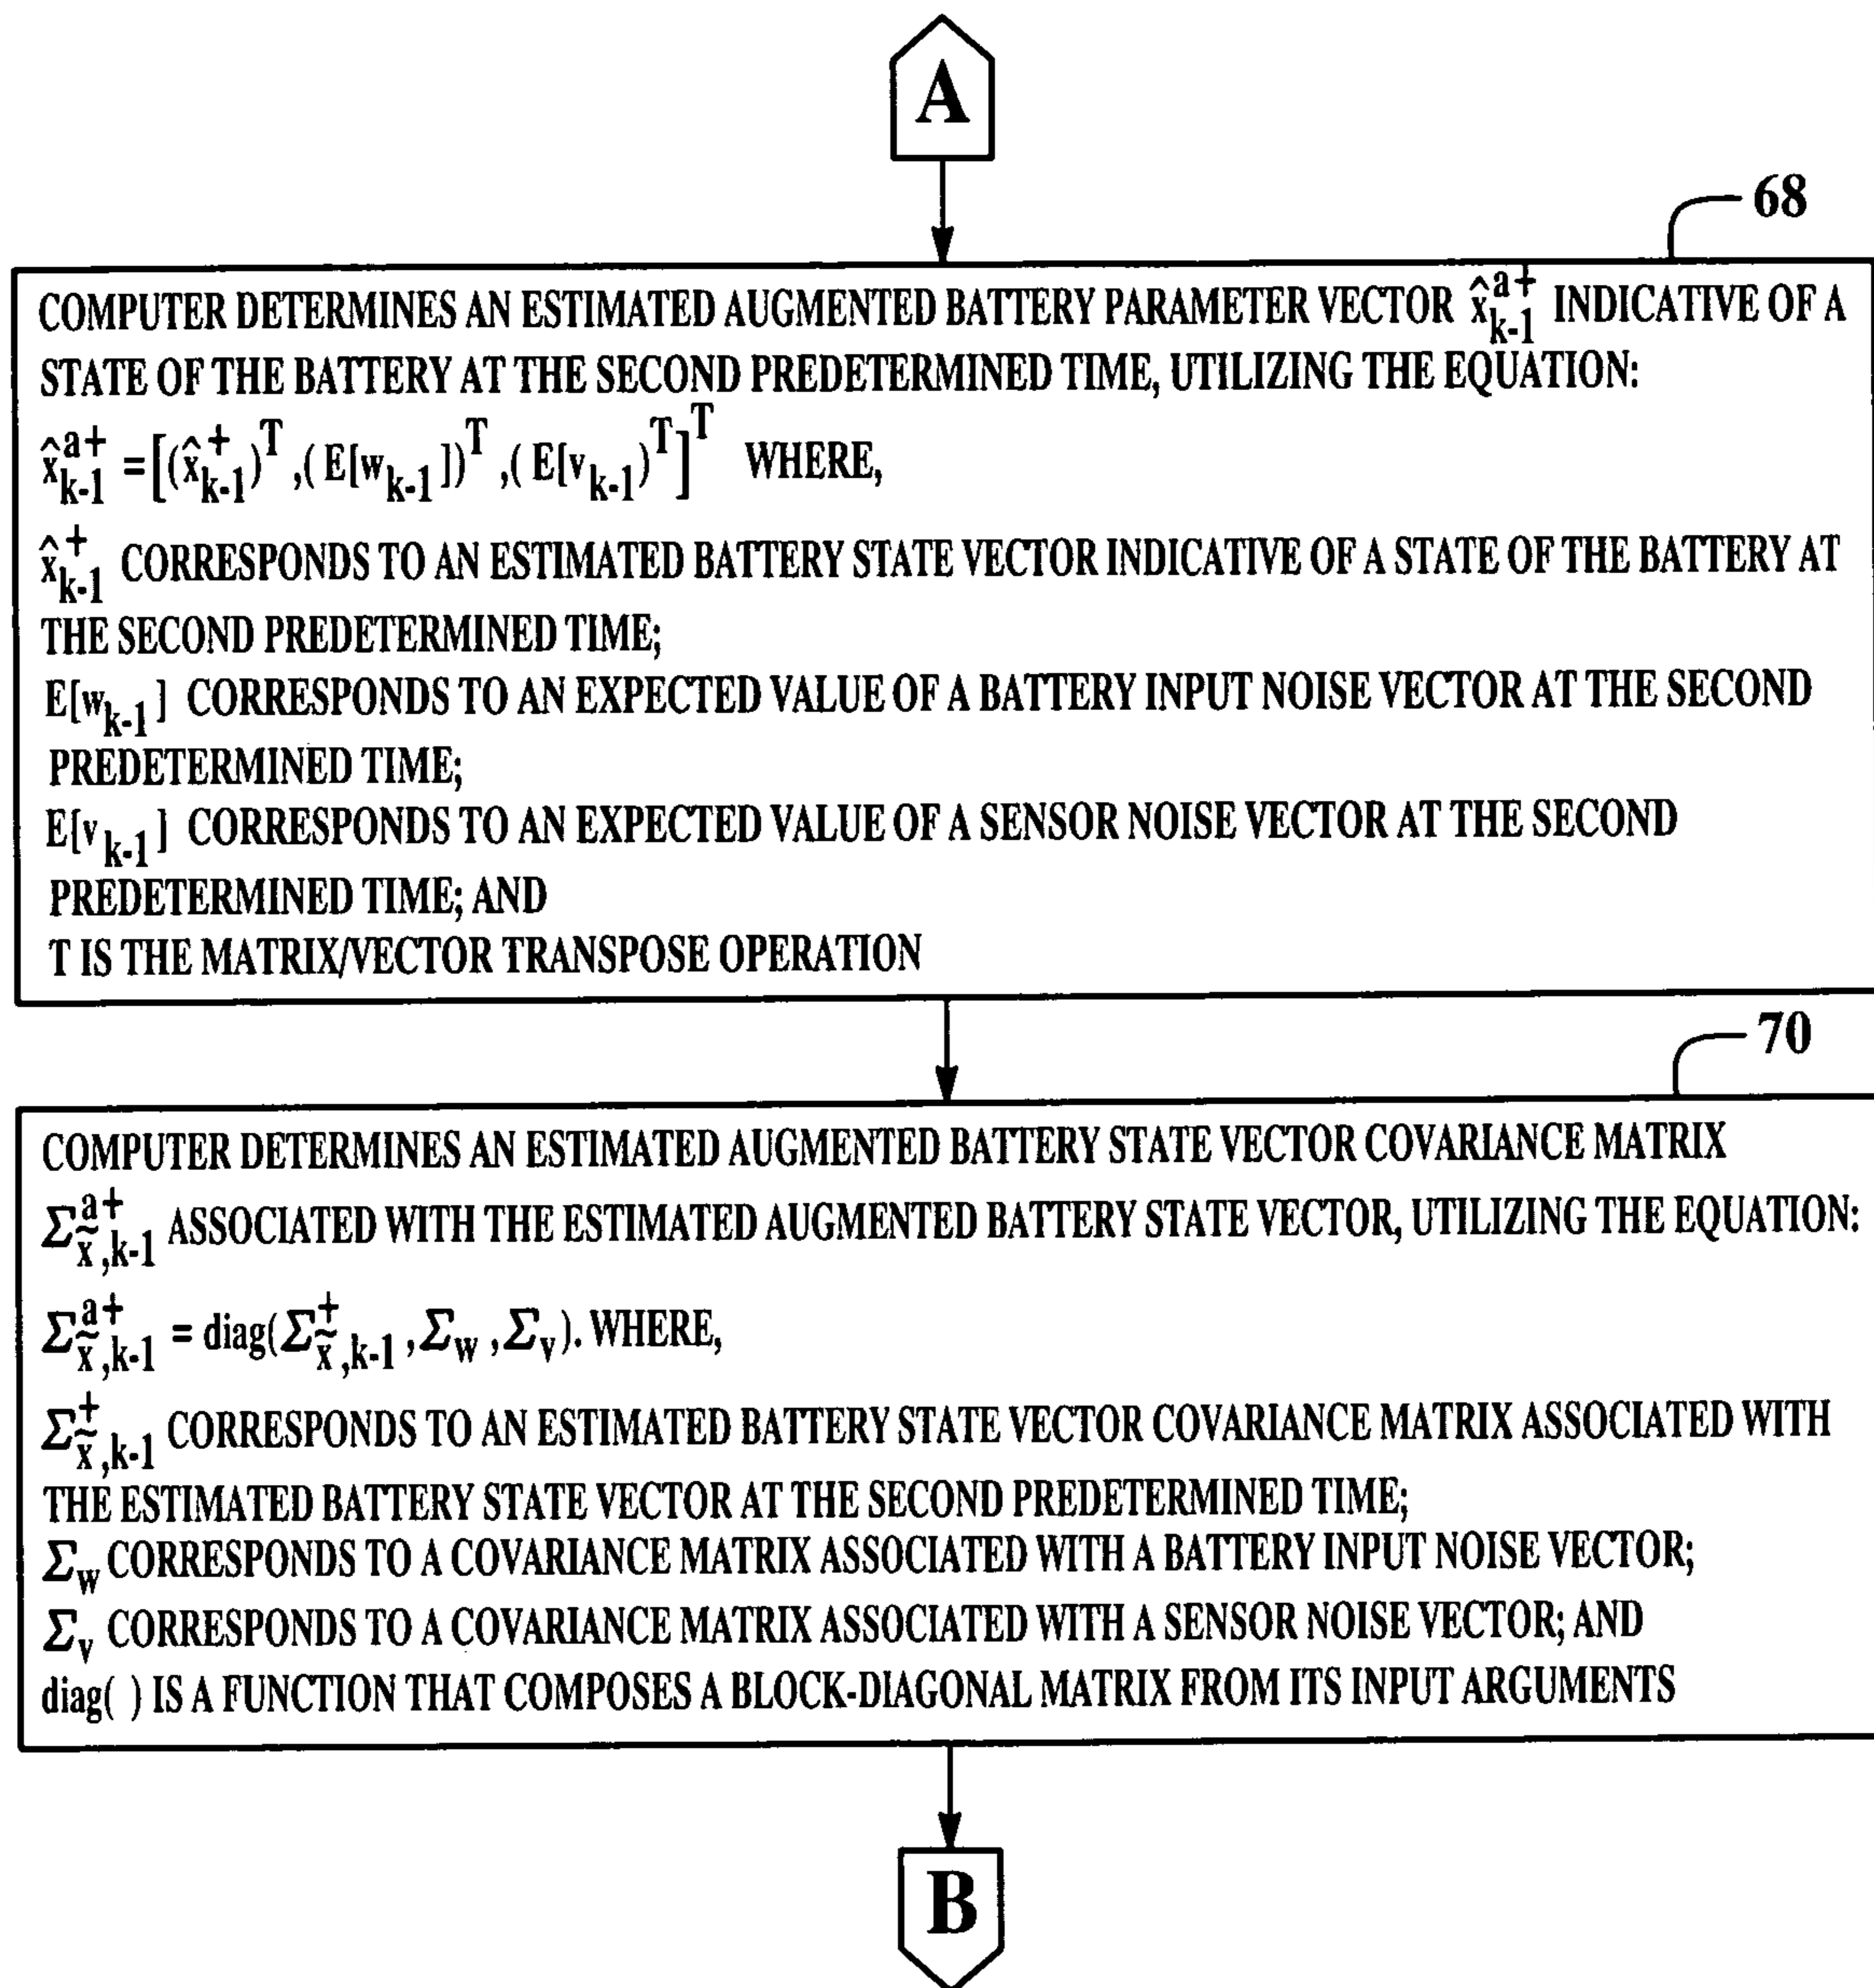 A
68
COMPUTER DETERMINES AN ESTIMATED AUGMENTED BATTERY PARAMETER VECTOR x̂ₖ₋₁ᵃ⁺ INDICATIVE OF A
STATE OF THE BATTERY AT THE SECOND PREDETERMINED TIME, UTILIZING THE EQUATION:
x̂ₖ₋₁ᵃ⁺ =[(x̂ₖ₋₁⁺)ᵀ ,( E[wₖ₋₁])ᵀ ,( E[vₖ₋₁)ᵀ]ᵀ WHERE,
x̂ₖ₋₁⁺ CORRESPONDS TO AN ESTIMATED BATTERY STATE VECTOR INDICATIVE OF A STATE OF THE BATTERY AT
THE SECOND PREDETERMINED TIME;
E[wₖ₋₁] CORRESPONDS TO AN EXPECTED VALUE OF A BATTERY INPUT NOISE VECTOR AT THE SECOND
PREDETERMINED TIME;
E[vₖ₋₁] CORRESPONDS TO AN EXPECTED VALUE OF A SENSOR NOISE VECTOR AT THE SECOND
PREDETERMINED TIME; AND
T IS THE MATRIX/VECTOR TRANSPOSE OPERATION
70
COMPUTER DETERMINES AN ESTIMATED AUGMENTED BATTERY STATE VECTOR COVARIANCE MATRIX
Σ^{a+}_{x̃,k-1} ASSOCIATED WITH THE ESTIMATED AUGMENTED BATTERY STATE VECTOR, UTILIZING THE EQUATION:
Σ^{a+}_{x̃,k-1} = diag(Σ^{+}_{x̃,k-1} ,Σ_w ,Σ_v). WHERE,
Σ^{+}_{x̃,k-1} CORRESPONDS TO AN ESTIMATED BATTERY STATE VECTOR COVARIANCE MATRIX ASSOCIATED WITH
THE ESTIMATED BATTERY STATE VECTOR AT THE SECOND PREDETERMINED TIME;
Σ_w CORRESPONDS TO A COVARIANCE MATRIX ASSOCIATED WITH A BATTERY INPUT NOISE VECTOR;
Σ_v CORRESPONDS TO A COVARIANCE MATRIX ASSOCIATED WITH A SENSOR NOISE VECTOR; AND
diag( ) IS A FUNCTION THAT COMPOSES A BLOCK-DIAGONAL MATRIX FROM ITS INPUT ARGUMENTS
B